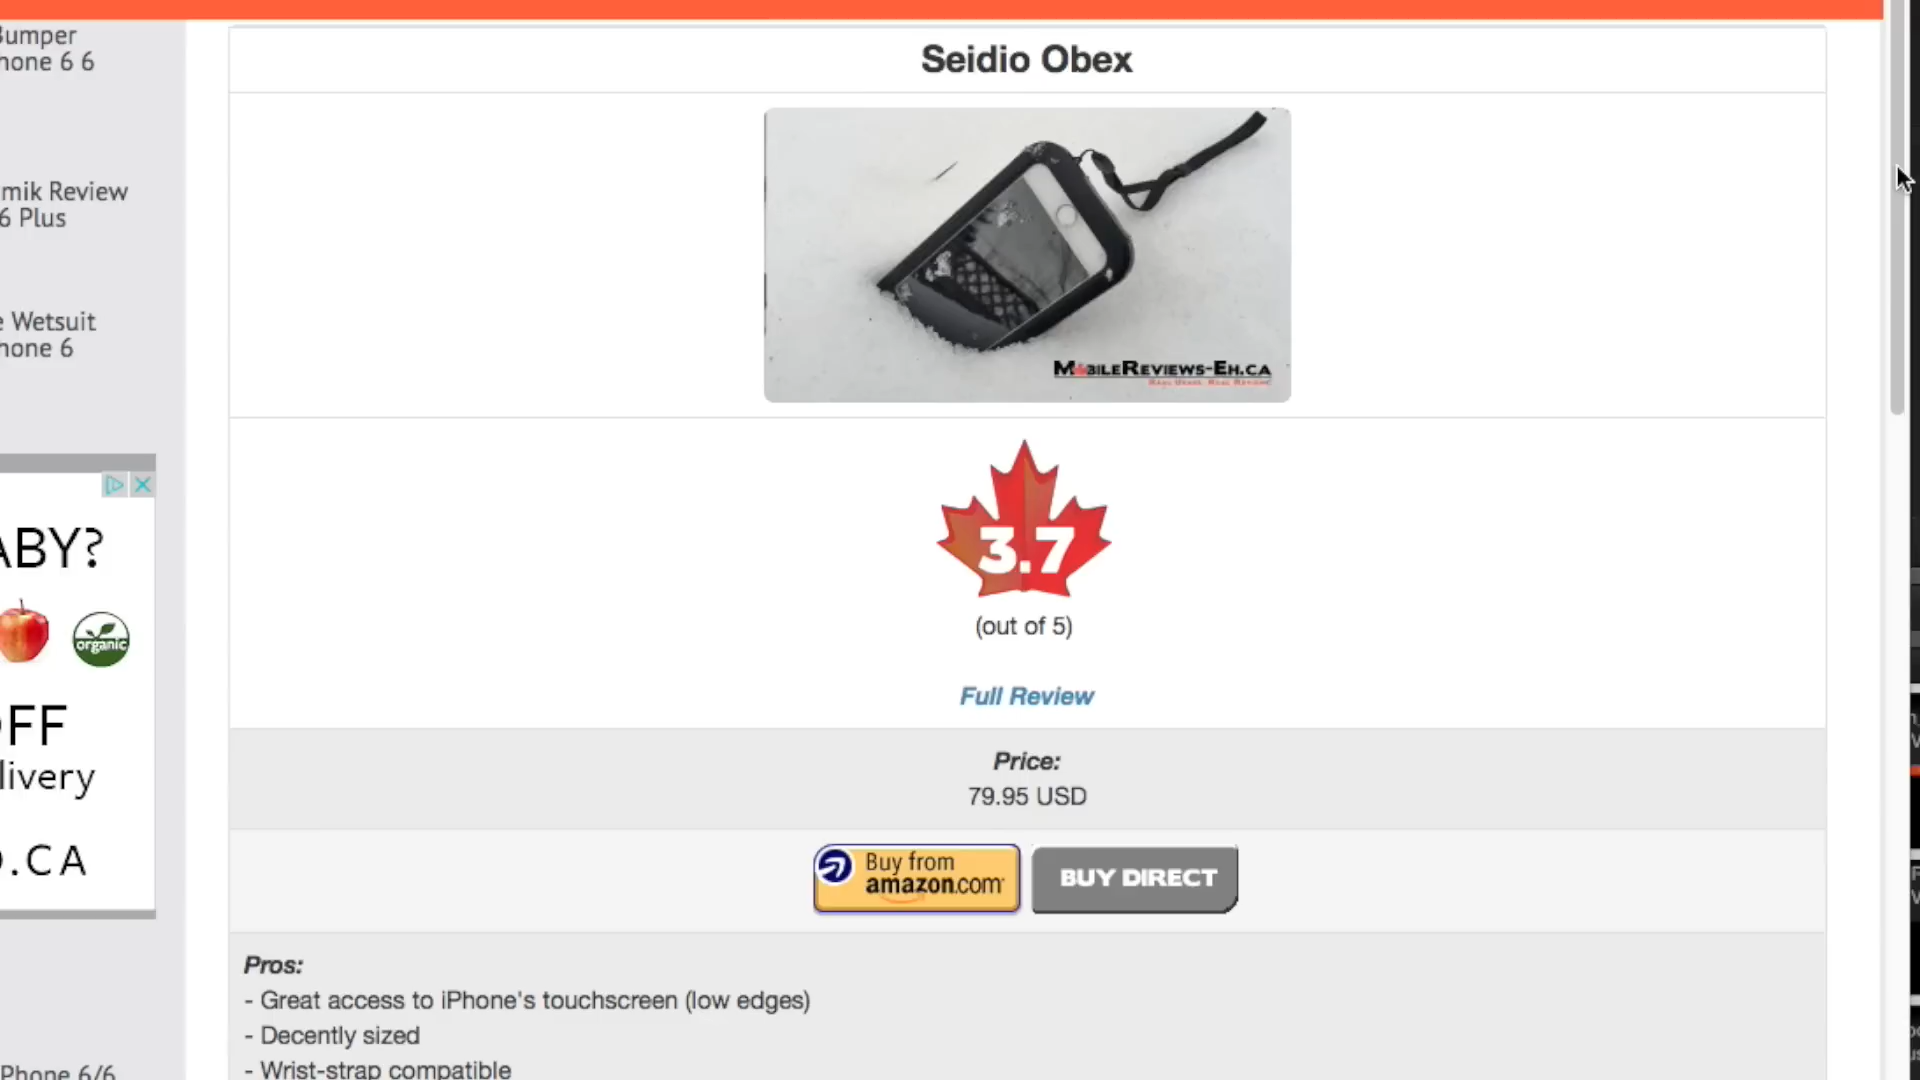 Bumper
hone 6 6
mik Review
6 Plus
e Wetsuit
hone 6
ABY?
organic
OFF
livery
.CA
Phone 6/6
Seidio Obex
MOBILEREVIEWS-EH.CA
3.7
(out of 5)
Full Review
Price:
79.95 USD
Buy from
amazon.com
BUY DIRECT
Pros:
- Great access to iPhone's touchscreen (low edges)
- Decently sized
- Wrist-strap compatible